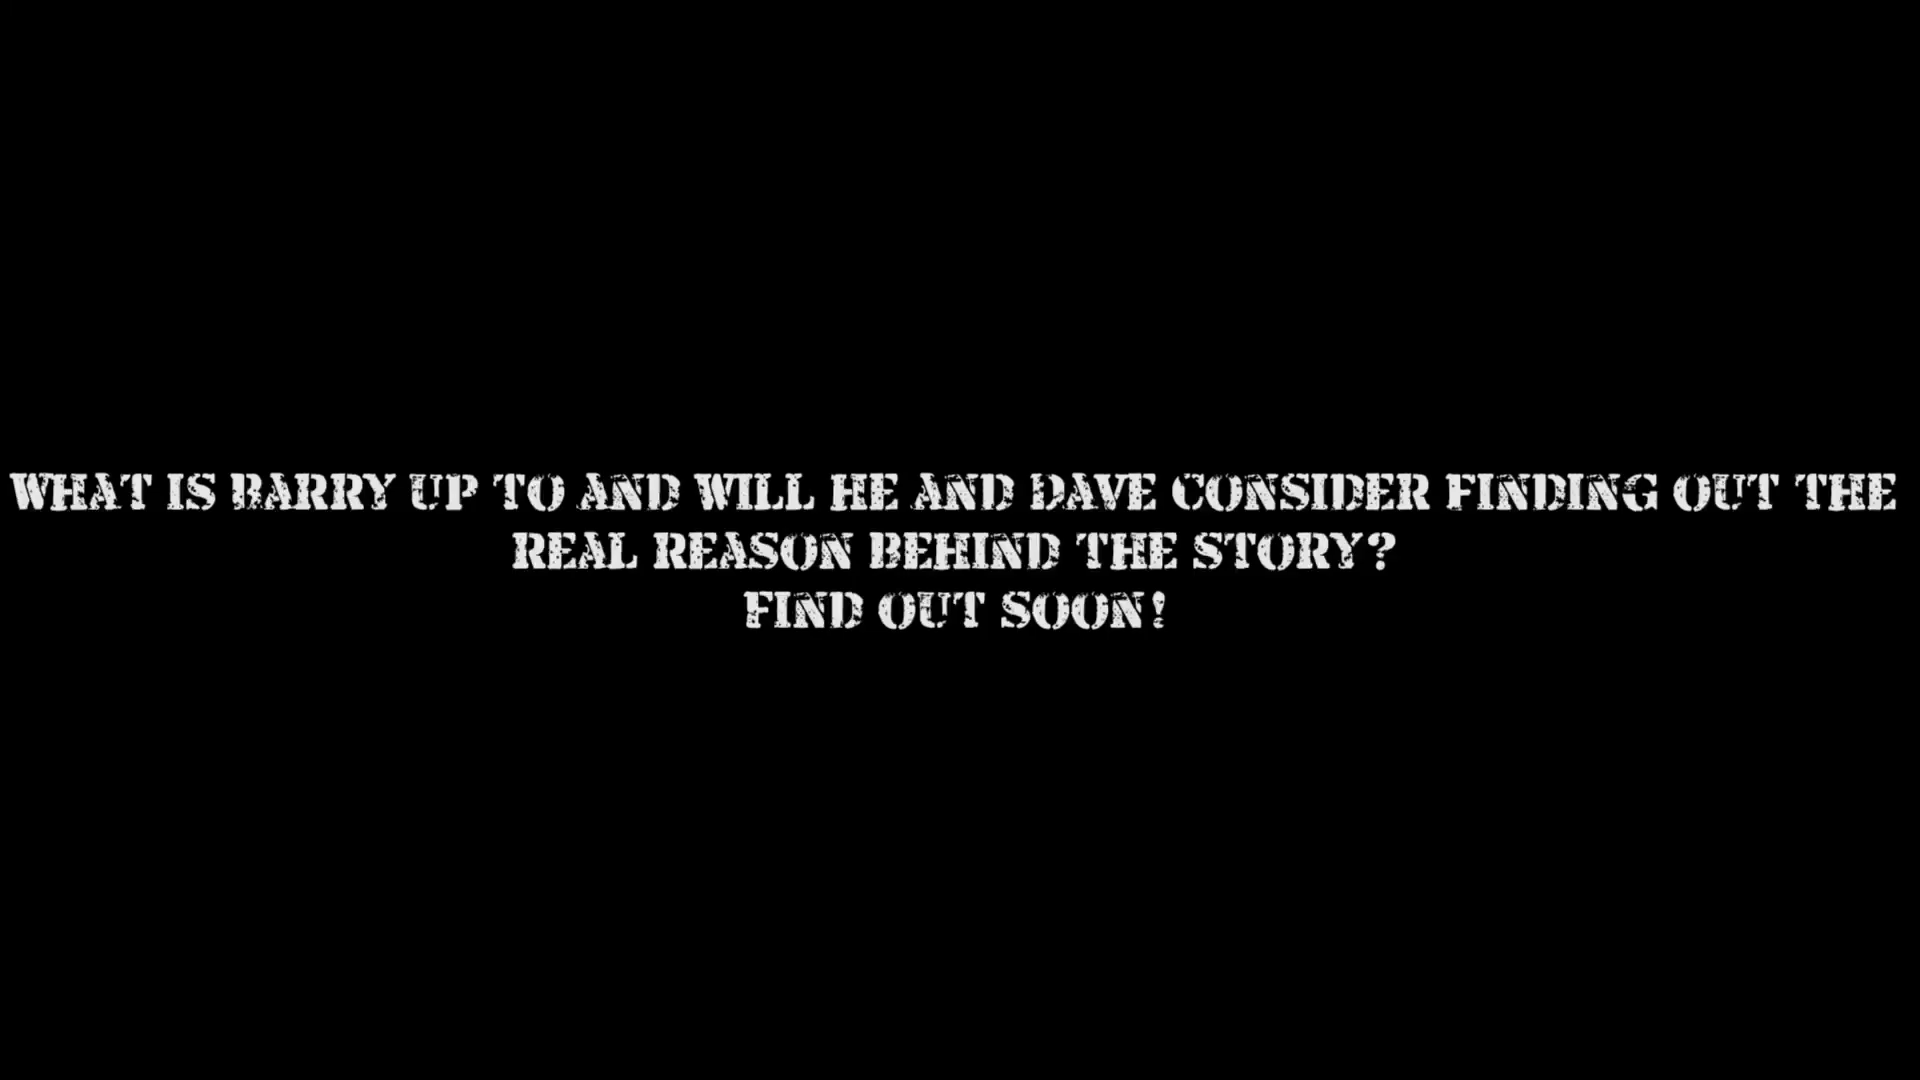 WHAT IS BARRY UP TO AND WILL HE AND DAVE CONSIDER FINDING OUT THE
REAL REASON BEHIND THE STORY?
FIND OUT SOON!